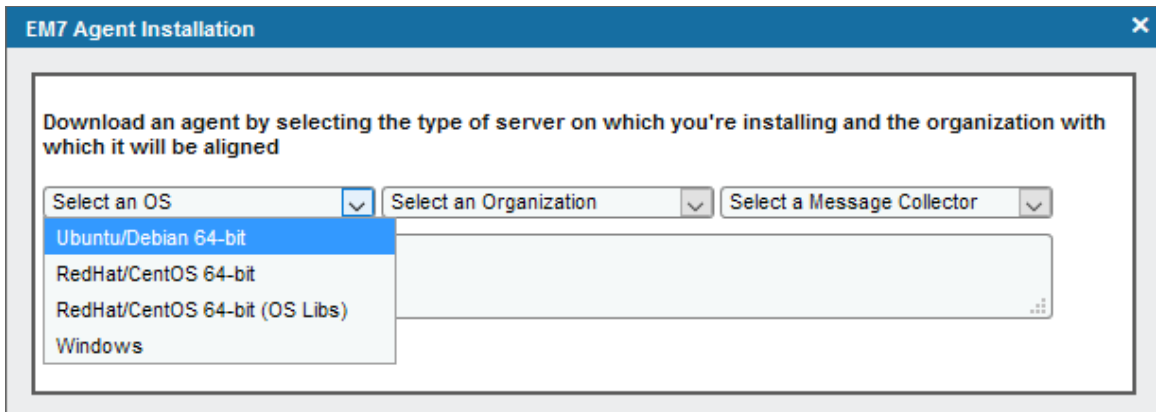 EM7 Agent Installation
Download an agent by selecting the type of server on which you're installing and the organization with
which it will be aligned
Select an OS
Select an Organization
Select a Message Collector
Ubuntu/Debian 64-bit
RedHat/CentOS 64-bit
RedHat/CentOS 64-bit (OS Libs)
Windows